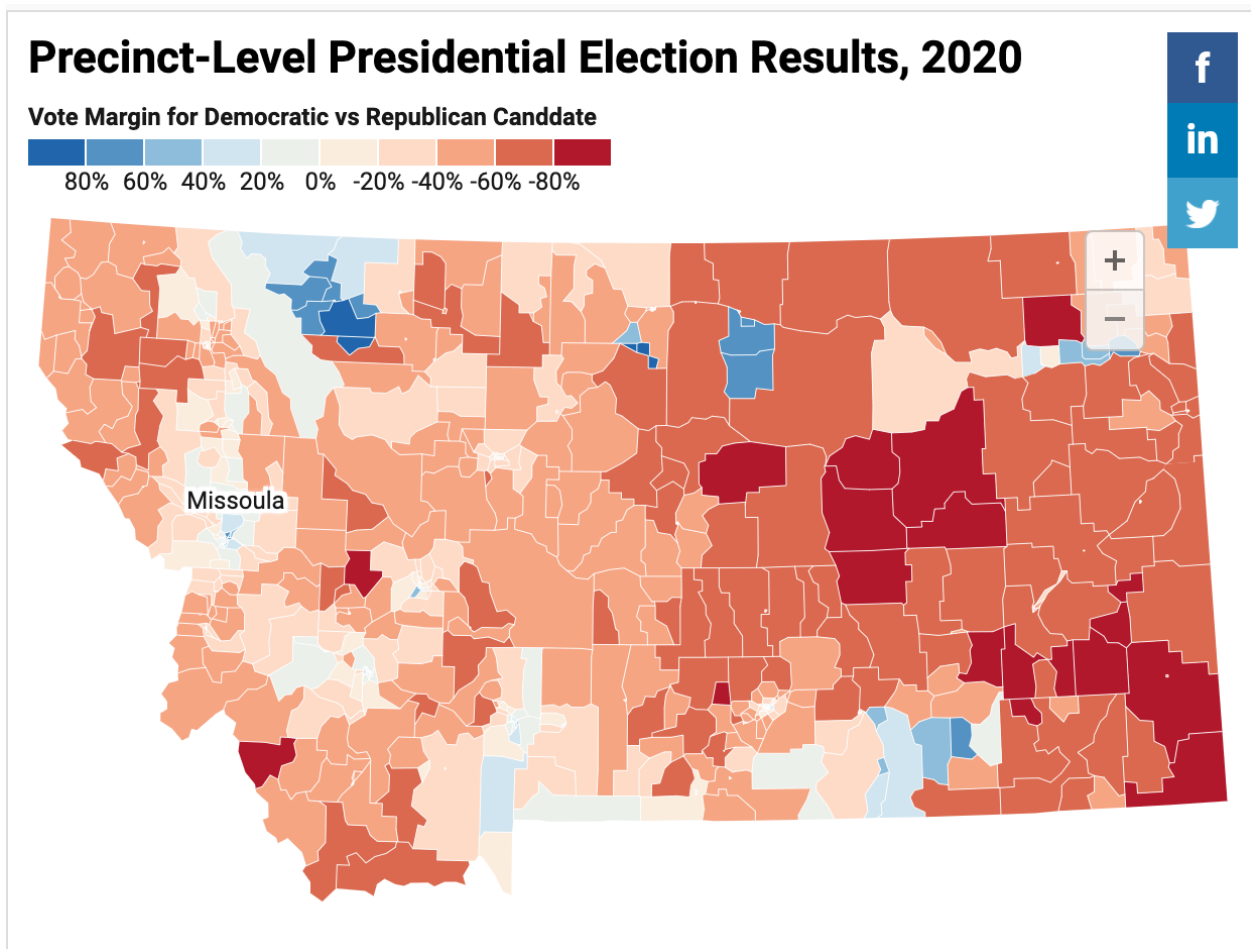 Precinct-Level Presidential Election Results, 2020
Vote Margin for Democratic vs Republican Canddate
80% 60% 40% 20% 0% -20% -40% -60% -80%
f
in
+
−
Missoula